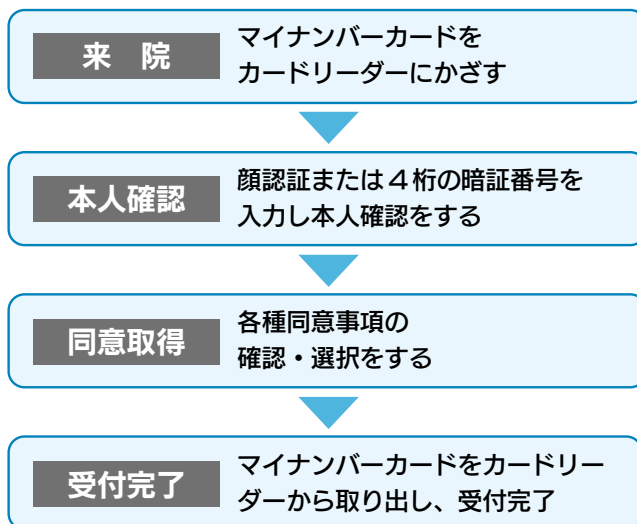 来　院
マイナンバーカードを
カードリーダーにかざす
本人確認
顔認証または４桁の暗証番号を
入力し本人確認をする
同意取得
各種同意事項の
確認・選択をする
受付完了
マイナンバーカードをカードリー
ダーから取り出し、受付完了